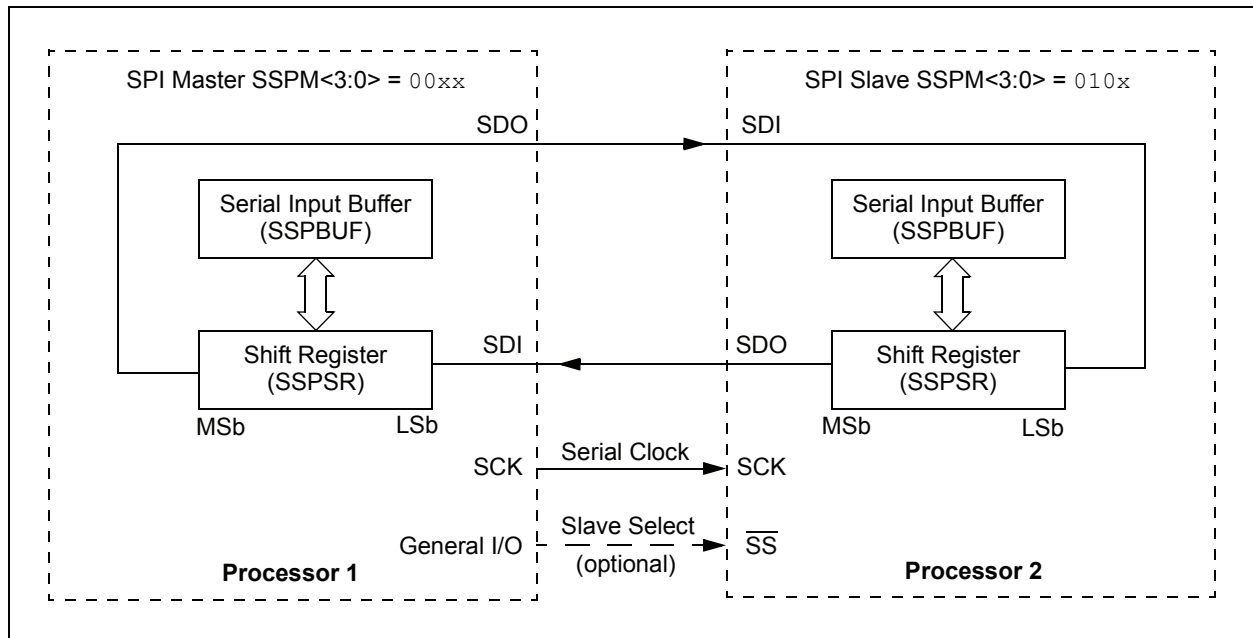 SPI Master SSPM<3:0> = 00xx
SDO
Serial Input Buffer
(SSPBUF)
Shift Register
(SSPSR)
MSb
LSb
SDI
SCK
General I/O
Processor 1
Serial Clock
Slave Select
(optional)
SPI Slave SSPM<3:0> = 010x
SDI
Serial Input Buffer
(SSPBUF)
SDO
Shift Register
(SSPSR)
MSb
LSb
SCK
S̅S̅
Processor 2